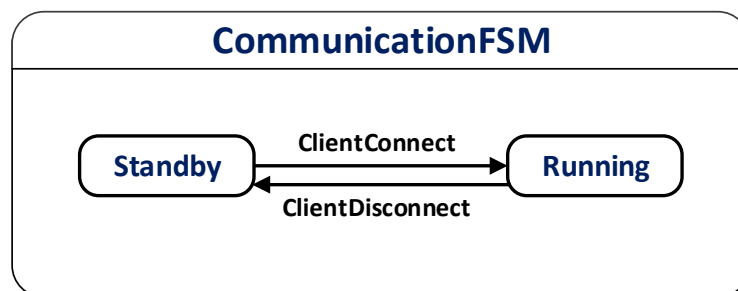 CommunicationFSM
ClientConnect
Standby
Running
ClientDisconnect